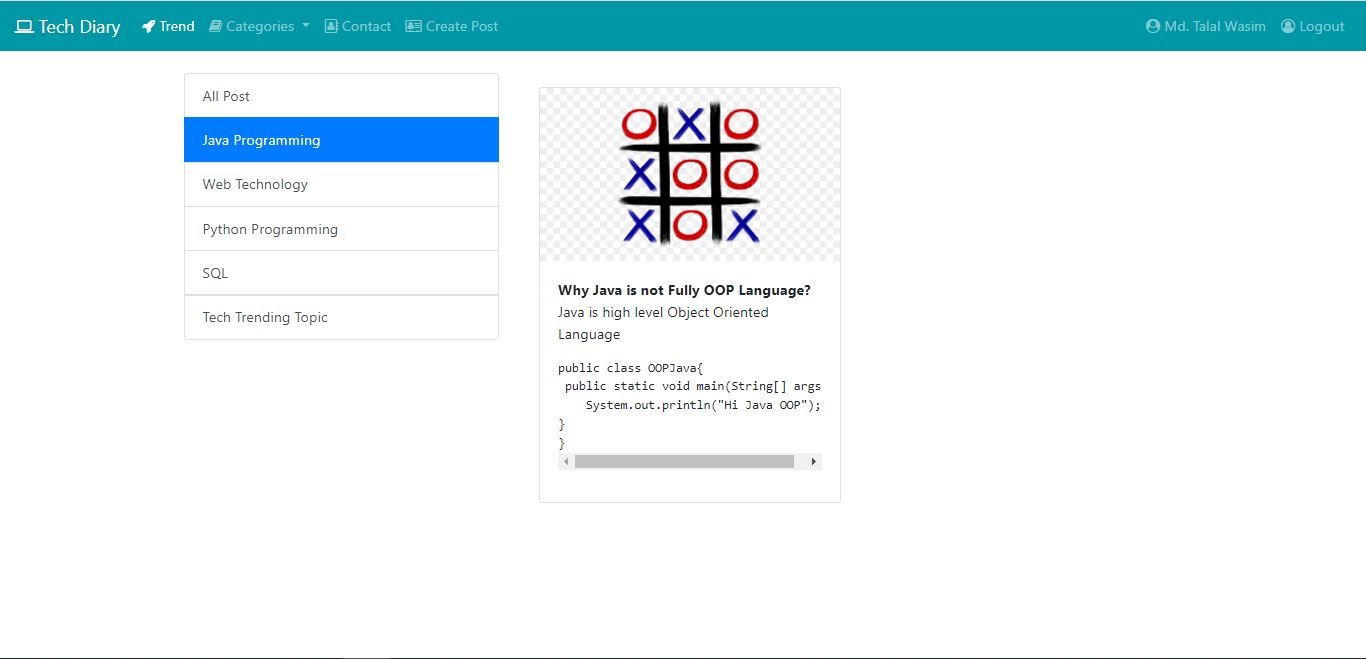 Tech Diary Trend Categories Contact Create Post Md. Talal Wasim Logout
All Post
Java Programming
Web Technology
Python Programming
SQL
Tech Trending Topic
O X O
X O O
X O X
Why Java is not Fully OOP Language?
Java is high level Object Oriented
Language
public class OOPJava{
public static void main(String[] args
System.out.println("Hi Java OOP");
}
}